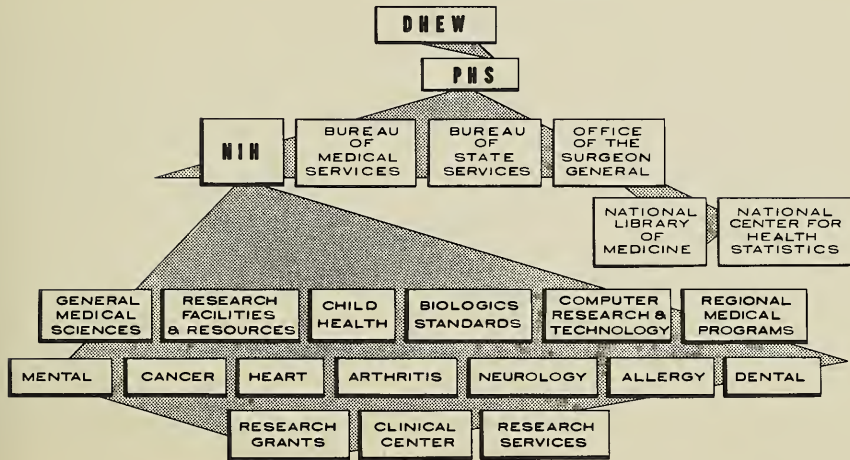 DHEW
PHS
NIH
BUREAU
OF
MEDICAL
SERVICES
BUREAU
OF
STATE
SERVICES
OFFICE
OF THE
SURGEON
GENERAL
NATIONAL
LIBRARY
OF
MEDICINE
NATIONAL
CENTER FOR
HEALTH
STATISTICS
GENERAL
MEDICAL
SCIENCES
RESEARCH
FACILITIES
& RESOURCES
CHILD
HEALTH
BIOLOGICS
STANDARDS
COMPUTER
RESEARCH &
TECHNOLOGY
REGIONAL
MEDICAL
PROGRAMS
MENTAL
CANCER
HEART
ARTHRITIS
NEUROLOGY
ALLERGY
DENTAL
RESEARCH
GRANTS
CLINICAL
CENTER
RESEARCH
SERVICES